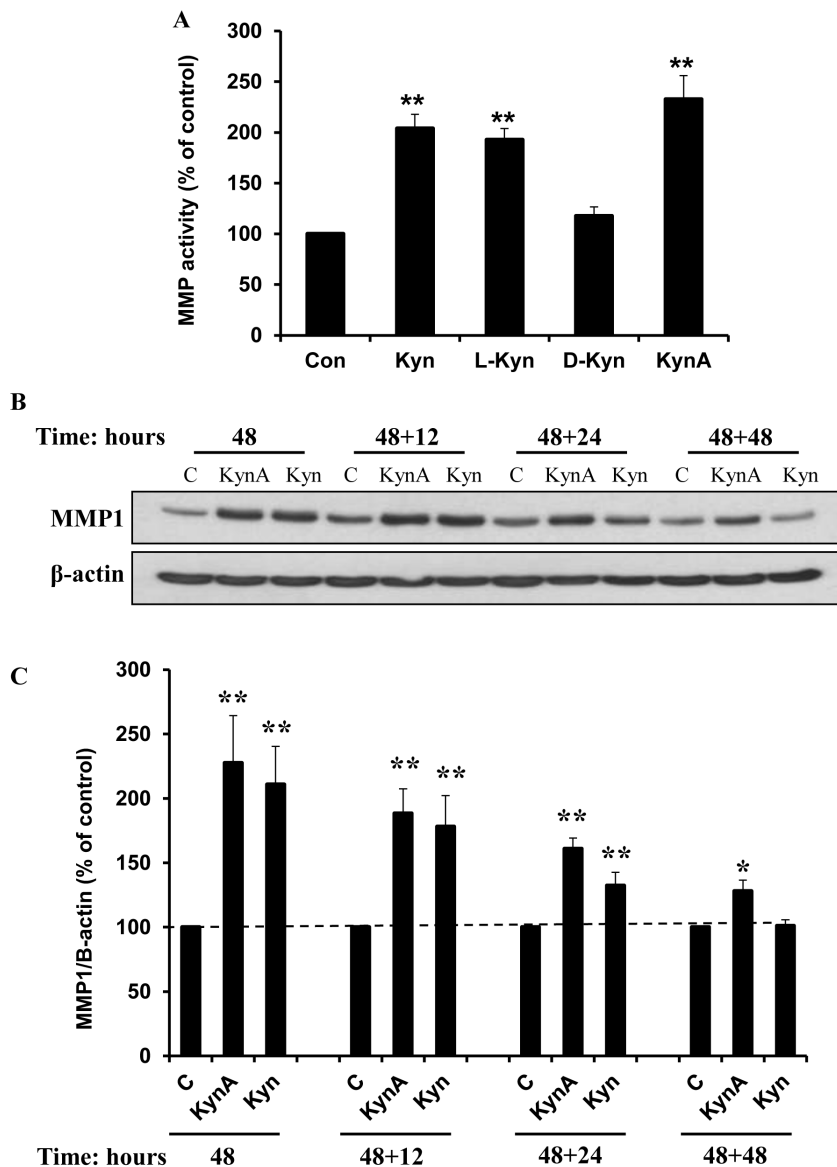 A
MMP activity (% of control)
300
250
200
150
100
50
0
** ** **
Con Kyn L-Kyn D-Kyn KynA
B
Time: hours 48 48+12 48+24 48+48
C KynA Kyn C KynA Kyn C KynA Kyn C KynA Kyn
MMP1
β-actin
C
MMP1/B-actin (% of control)
300
250
200
150
100
50
0
** ** ** ** ** ** *
C KynA Kyn C KynA Kyn C KynA Kyn C KynA Kyn
Time: hours 48 48+12 48+24 48+48